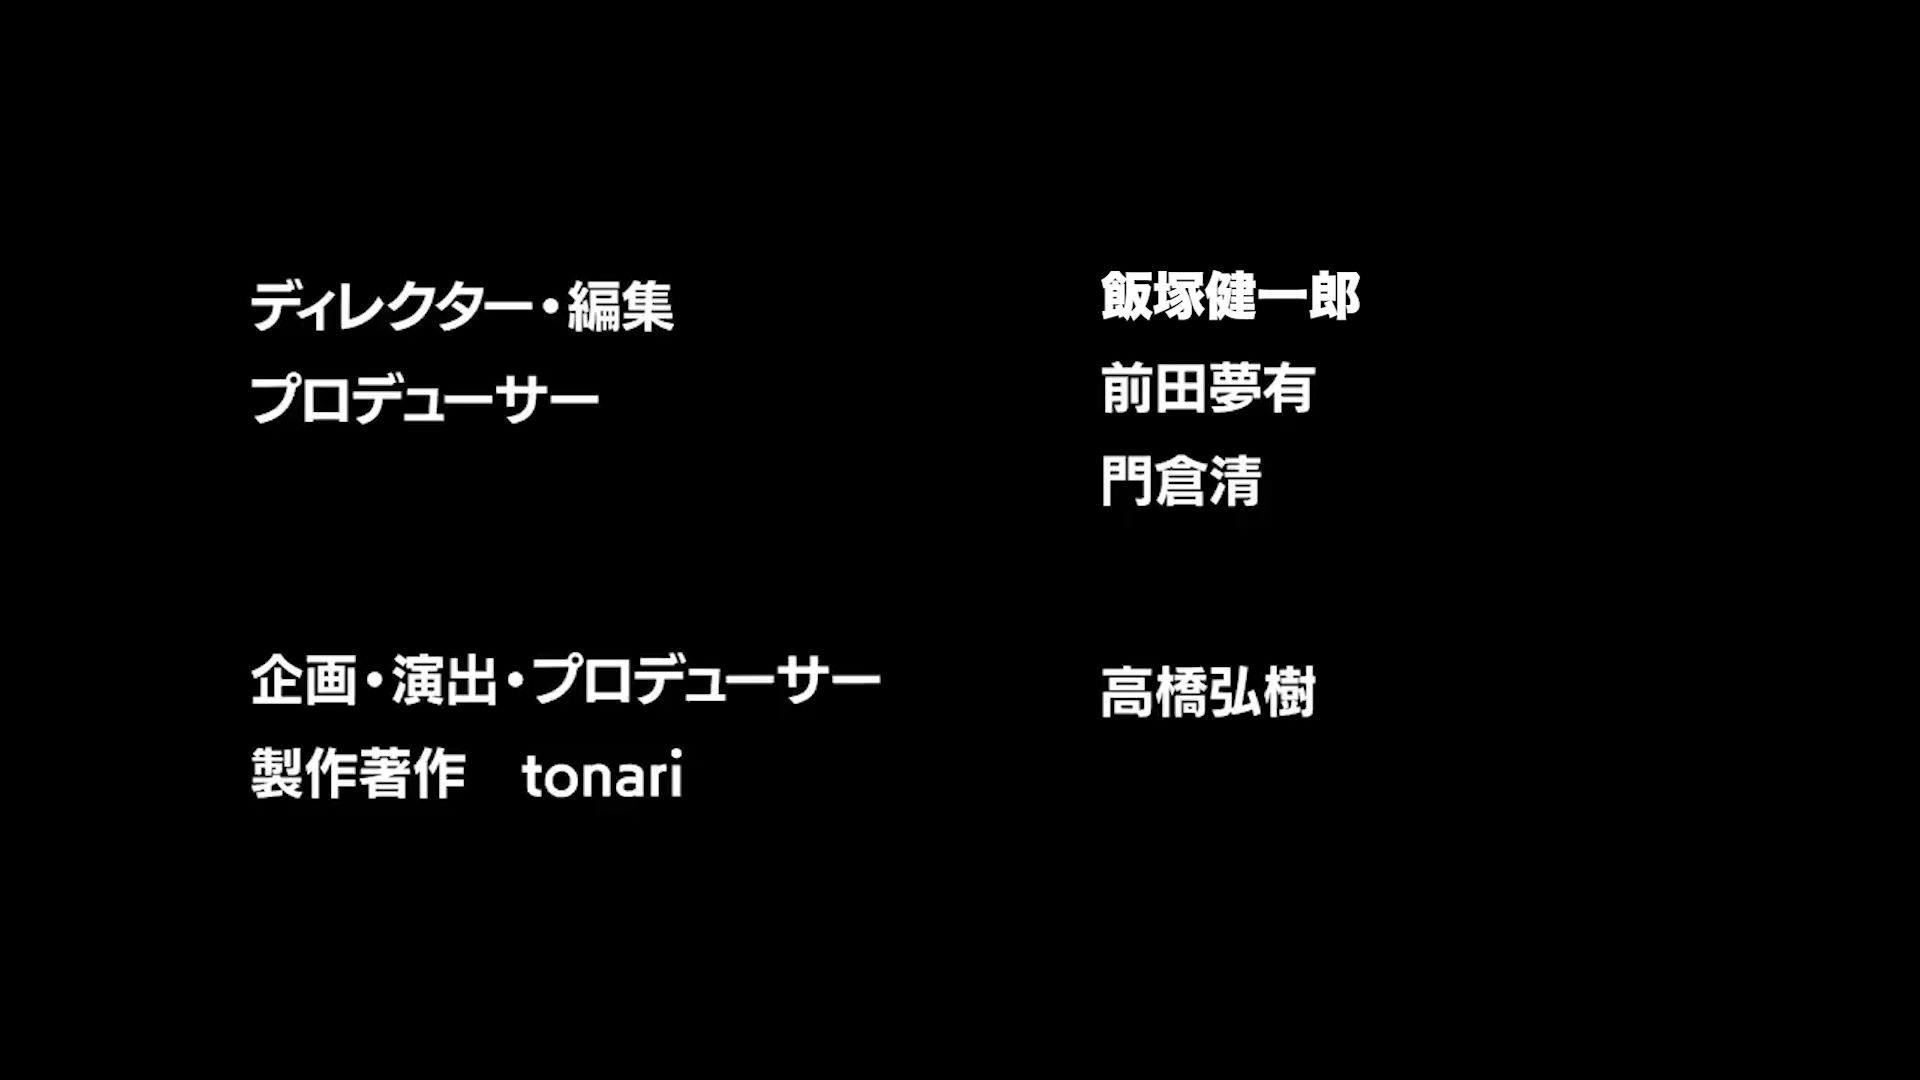 ディレクター・編集　飯塚健一郎
プロデューサー　前田夢有
門倉清
企画・演出・プロデューサー　高橋弘樹
製作著作　tonari